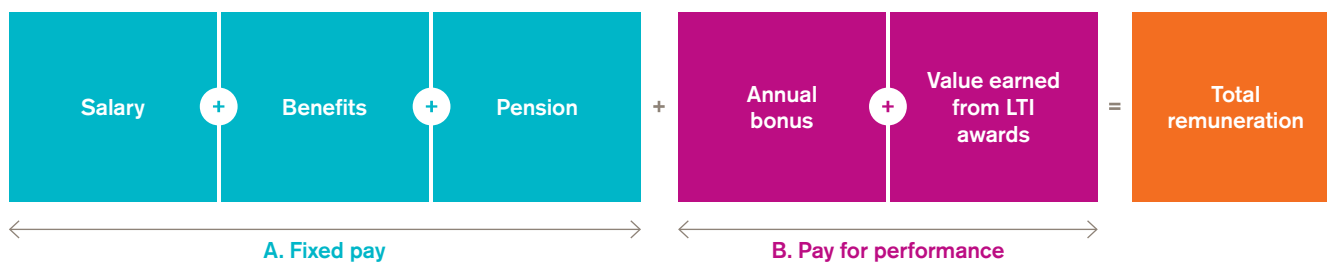 Salary
+
Benefits
+
Pension
+
Annual
bonus
+
Value earned
from LTI
awards
=
Total
remuneration
A. Fixed pay
B. Pay for performance